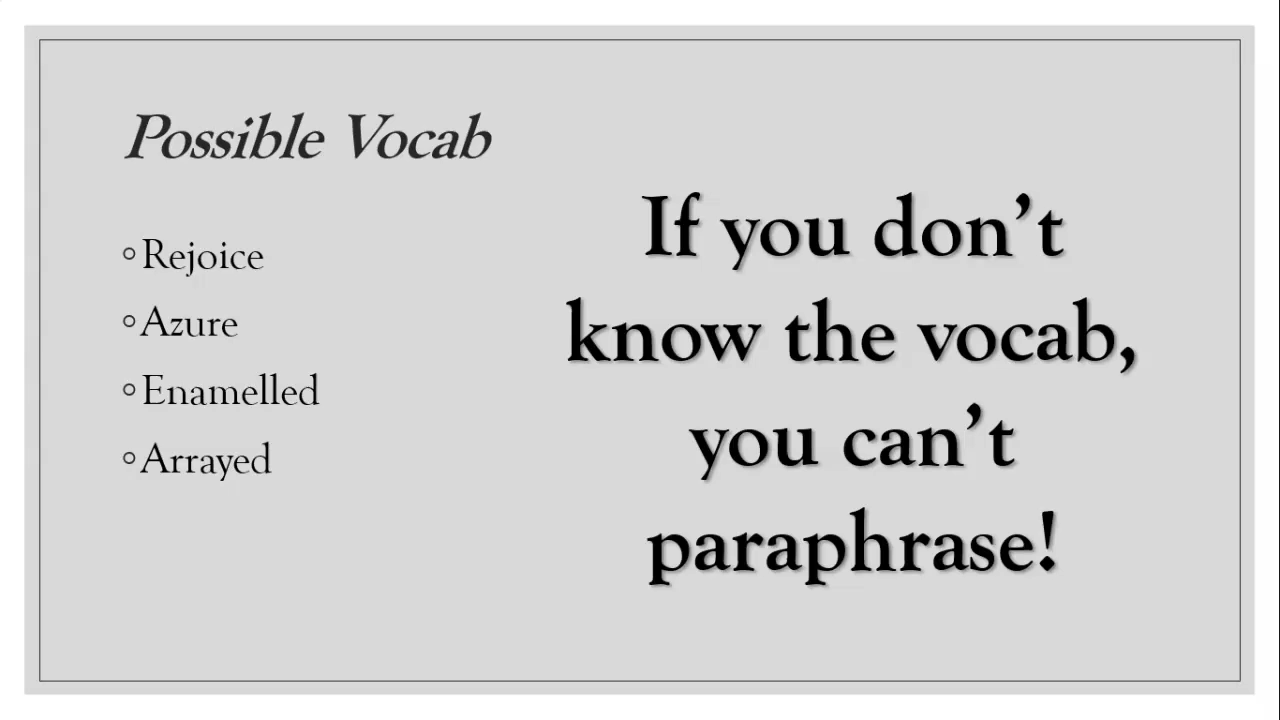 Possible Vocab
◦Rejoice
◦Azure
◦Enamelled
◦Arrayed
If you don’t
know the vocab,
you can’t
paraphrase!